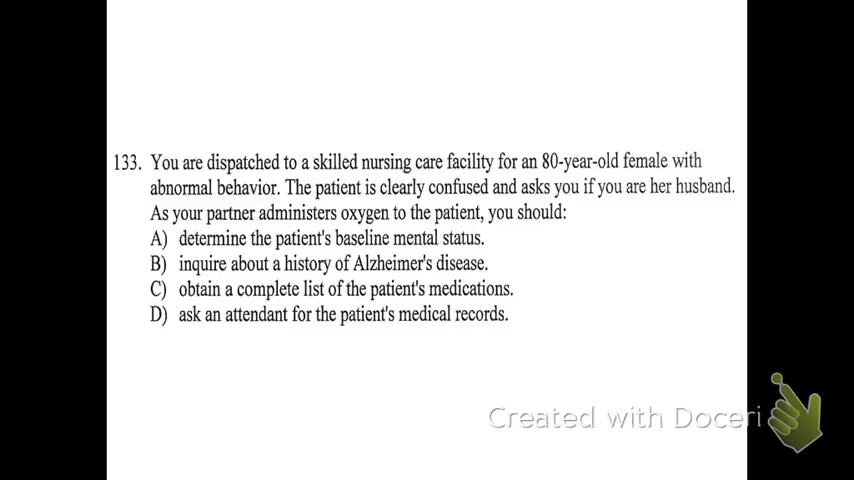 133. You are dispatched to a skilled nursing care facility for an 80-year-old female with
abnormal behavior. The patient is clearly confused and asks you if you are her husband.
As your partner administers oxygen to the patient, you should:
A) determine the patient's baseline mental status.
B) inquire about a history of Alzheimer's disease.
C) obtain a complete list of the patient's medications.
D) ask an attendant for the patient's medical records.
Created with Doceri